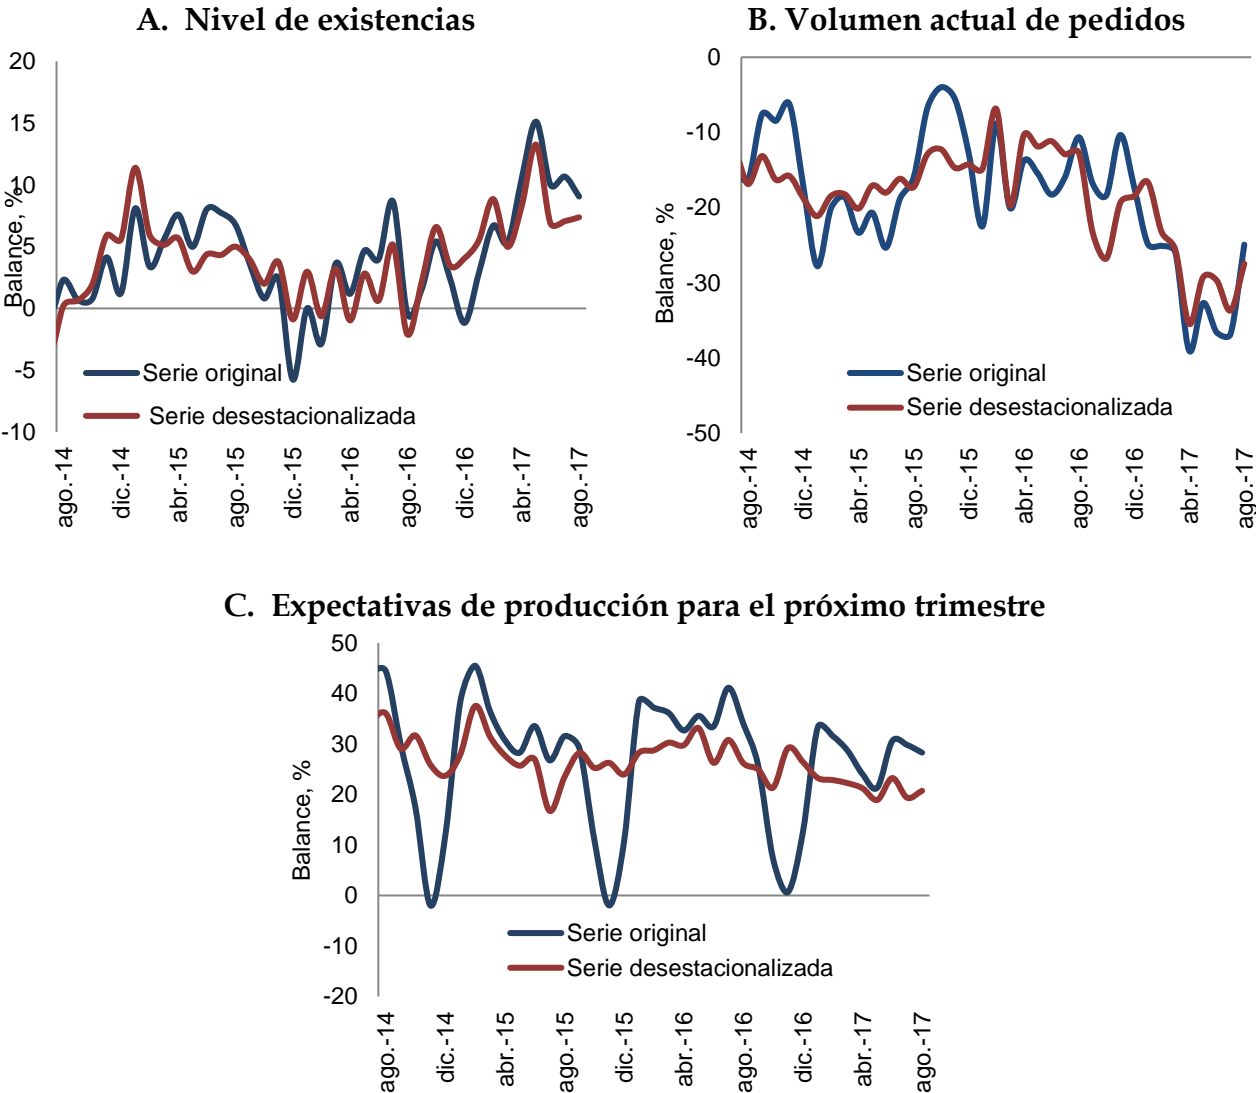 A. Nivel de existencias
20
15
10
5
0
-5
-10
Balance, %
Serie original
Serie desestacionalizada
ago.-14
dic.-14
abr.-15
ago.-15
dic.-15
abr.-16
ago.-16
dic.-16
abr.-17
ago.-17
B. Volumen actual de pedidos
0
-10
-20
-30
-40
-50
Balance, %
Serie original
Serie desestacionalizada
ago.-14
dic.-14
abr.-15
ago.-15
dic.-15
abr.-16
ago.-16
dic.-16
abr.-17
ago.-17
C. Expectativas de producción para el próximo trimestre
50
40
30
20
10
0
-10
-20
Balance, %
Serie original
Serie desestacionalizada
ago.-14
dic.-14
abr.-15
ago.-15
dic.-15
abr.-16
ago.-16
dic.-16
abr.-17
ago.-17